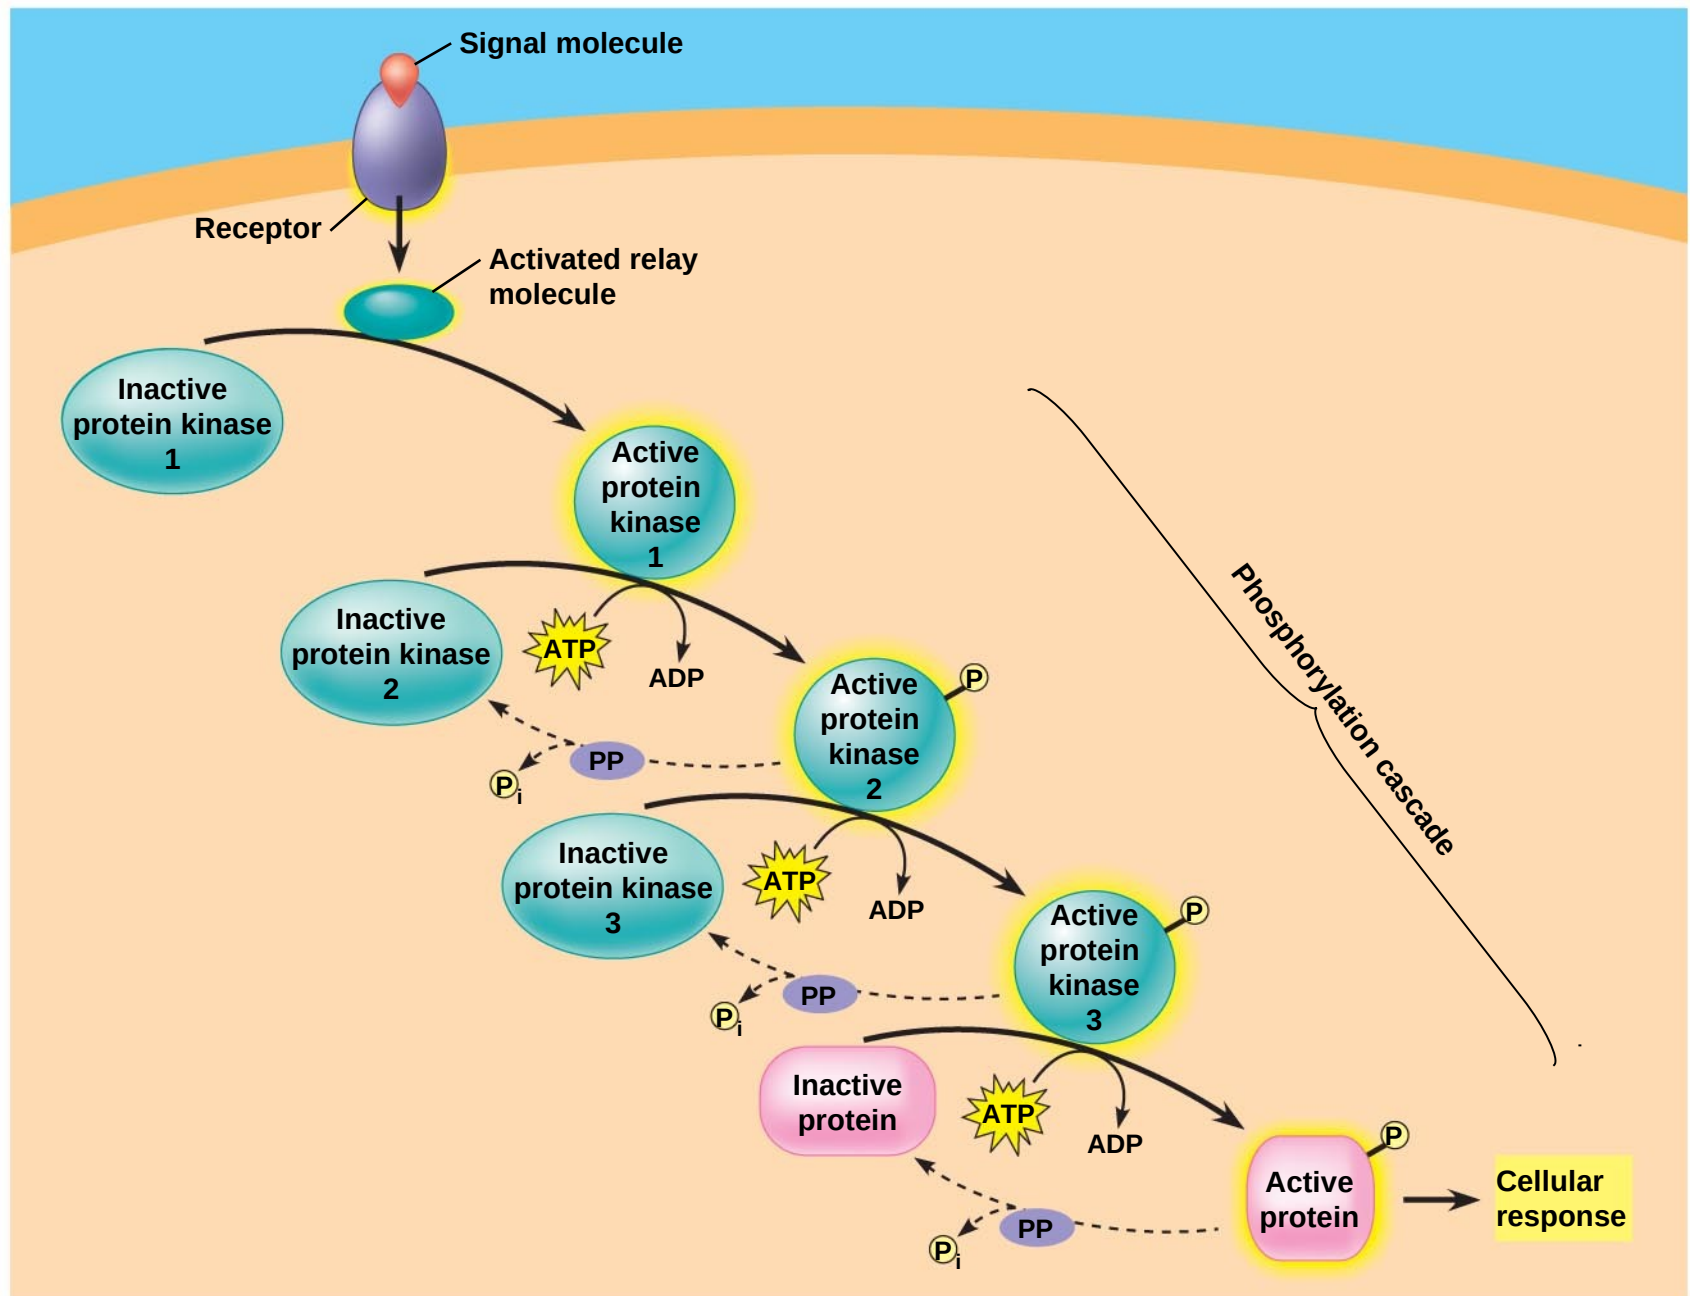 Signal molecule
Receptor
Activated relay
molecule
Inactive
protein kinase
1
Active
protein
kinase
1
Inactive
protein kinase
2
ATP
ADP
Active
protein
kinase
2
P
PP
Pi
Phosphorylation cascade
Inactive
protein kinase
3
ATP
ADP
Active
protein
kinase
3
P
PP
Pi
Inactive
protein
ATP
ADP
Active
protein
P
Cellular
response
PP
Pi